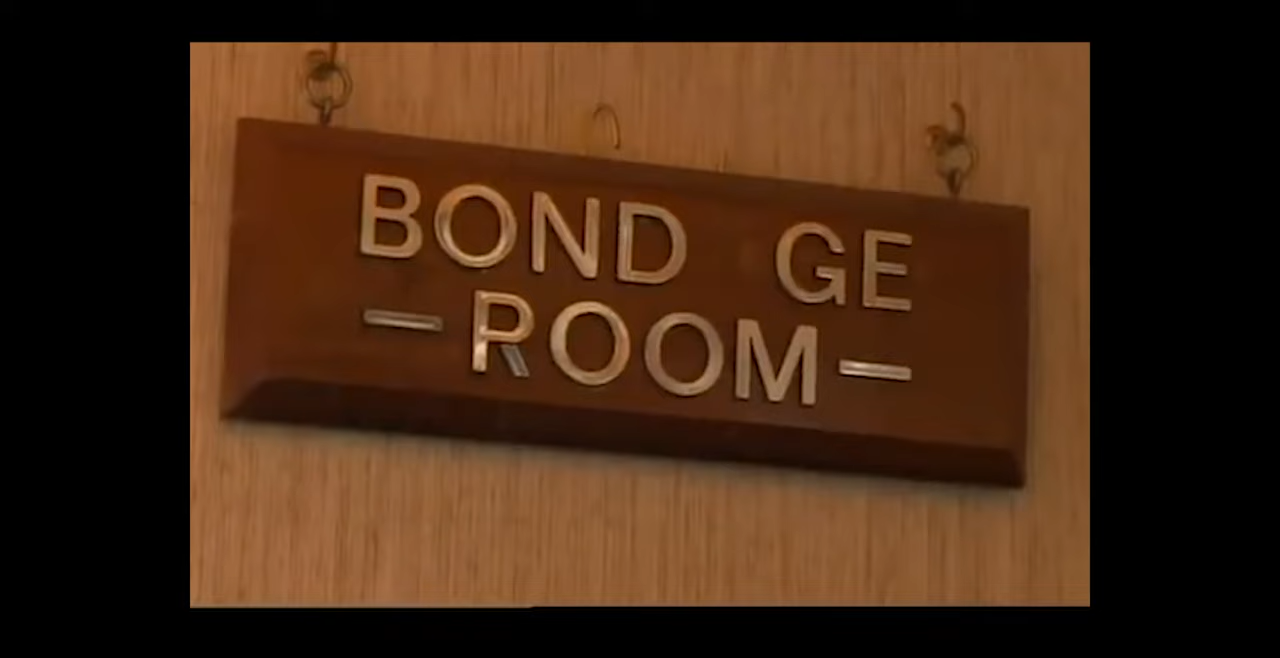 BOND GE
— ROOM —